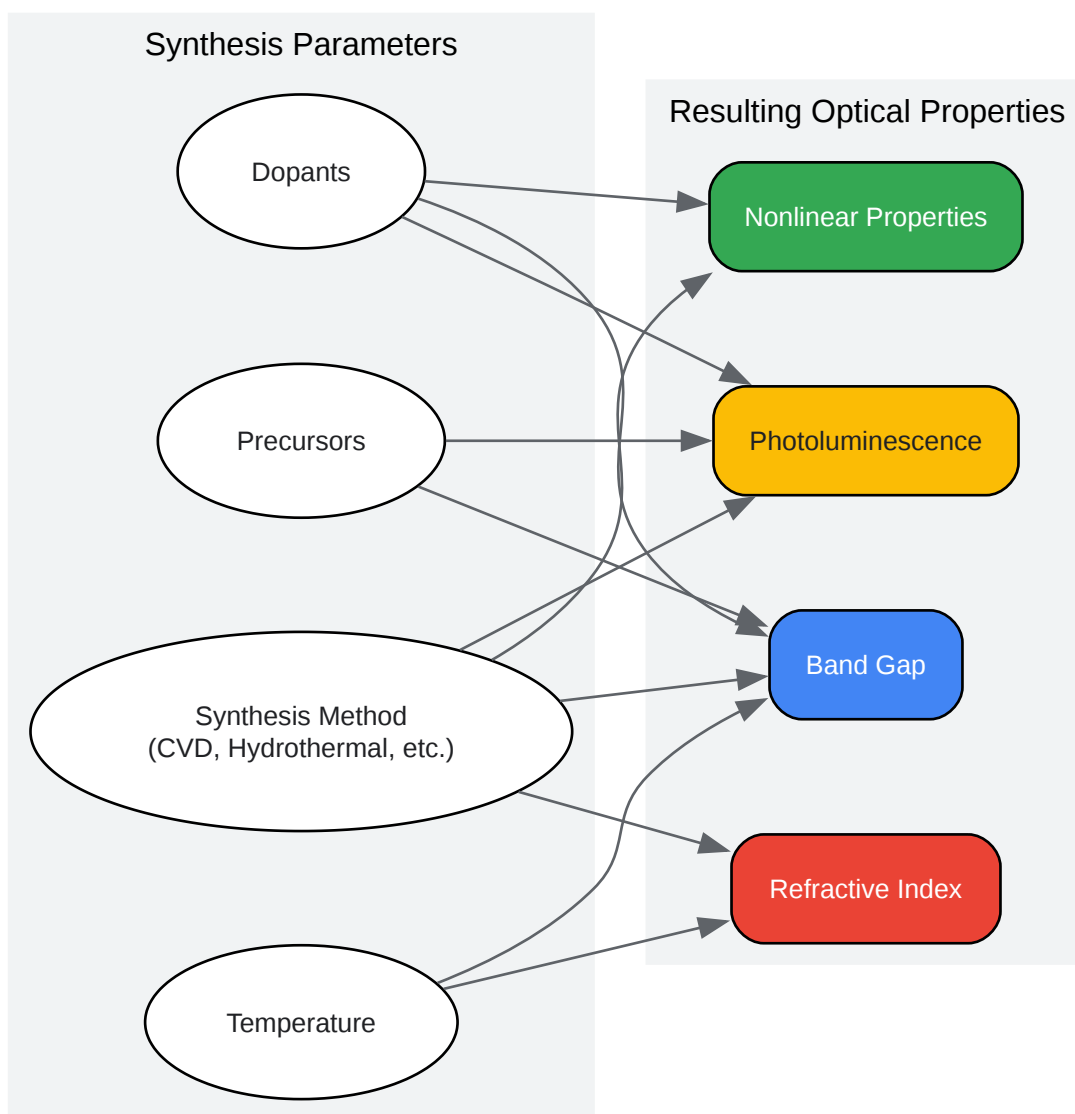 Synthesis Parameters
Dopants
Precursors
Synthesis Method
(CVD, Hydrothermal, etc.)
Temperature
Resulting Optical Properties
Nonlinear Properties
Photoluminescence
Band Gap
Refractive Index